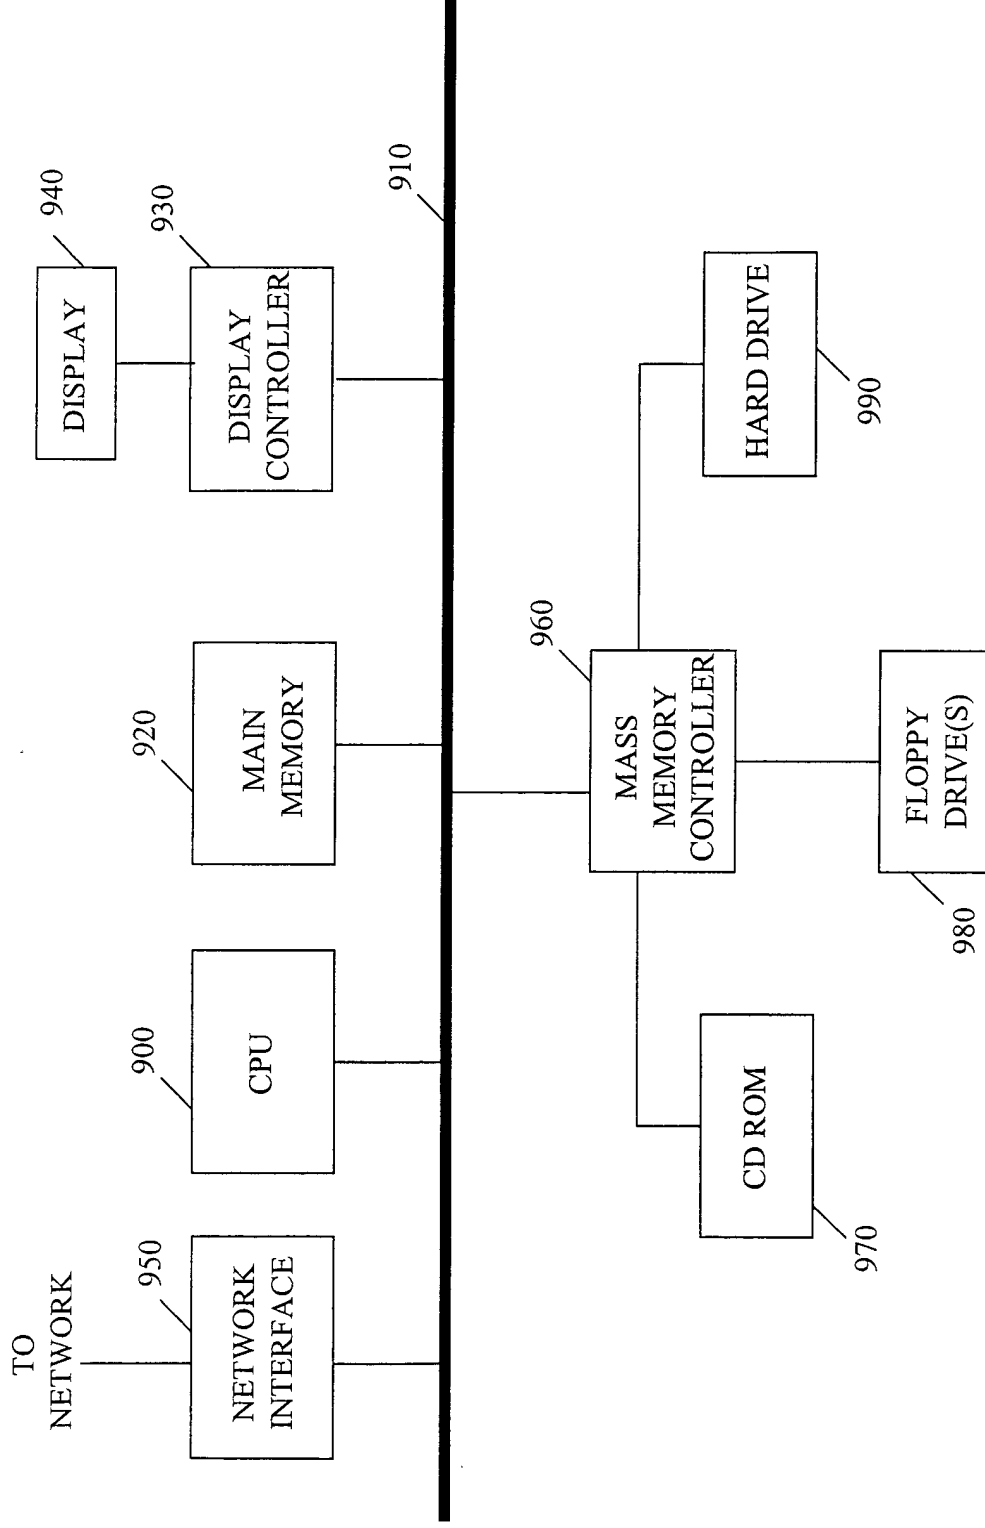 TO
NETWORK
950
NETWORK
INTERFACE
900
CPU
920
MAIN
MEMORY
940
DISPLAY
930
DISPLAY
CONTROLLER
910
960
MASS
MEMORY
CONTROLLER
CD ROM
970
FLOPPY
DRIVE(S)
980
HARD DRIVE
990